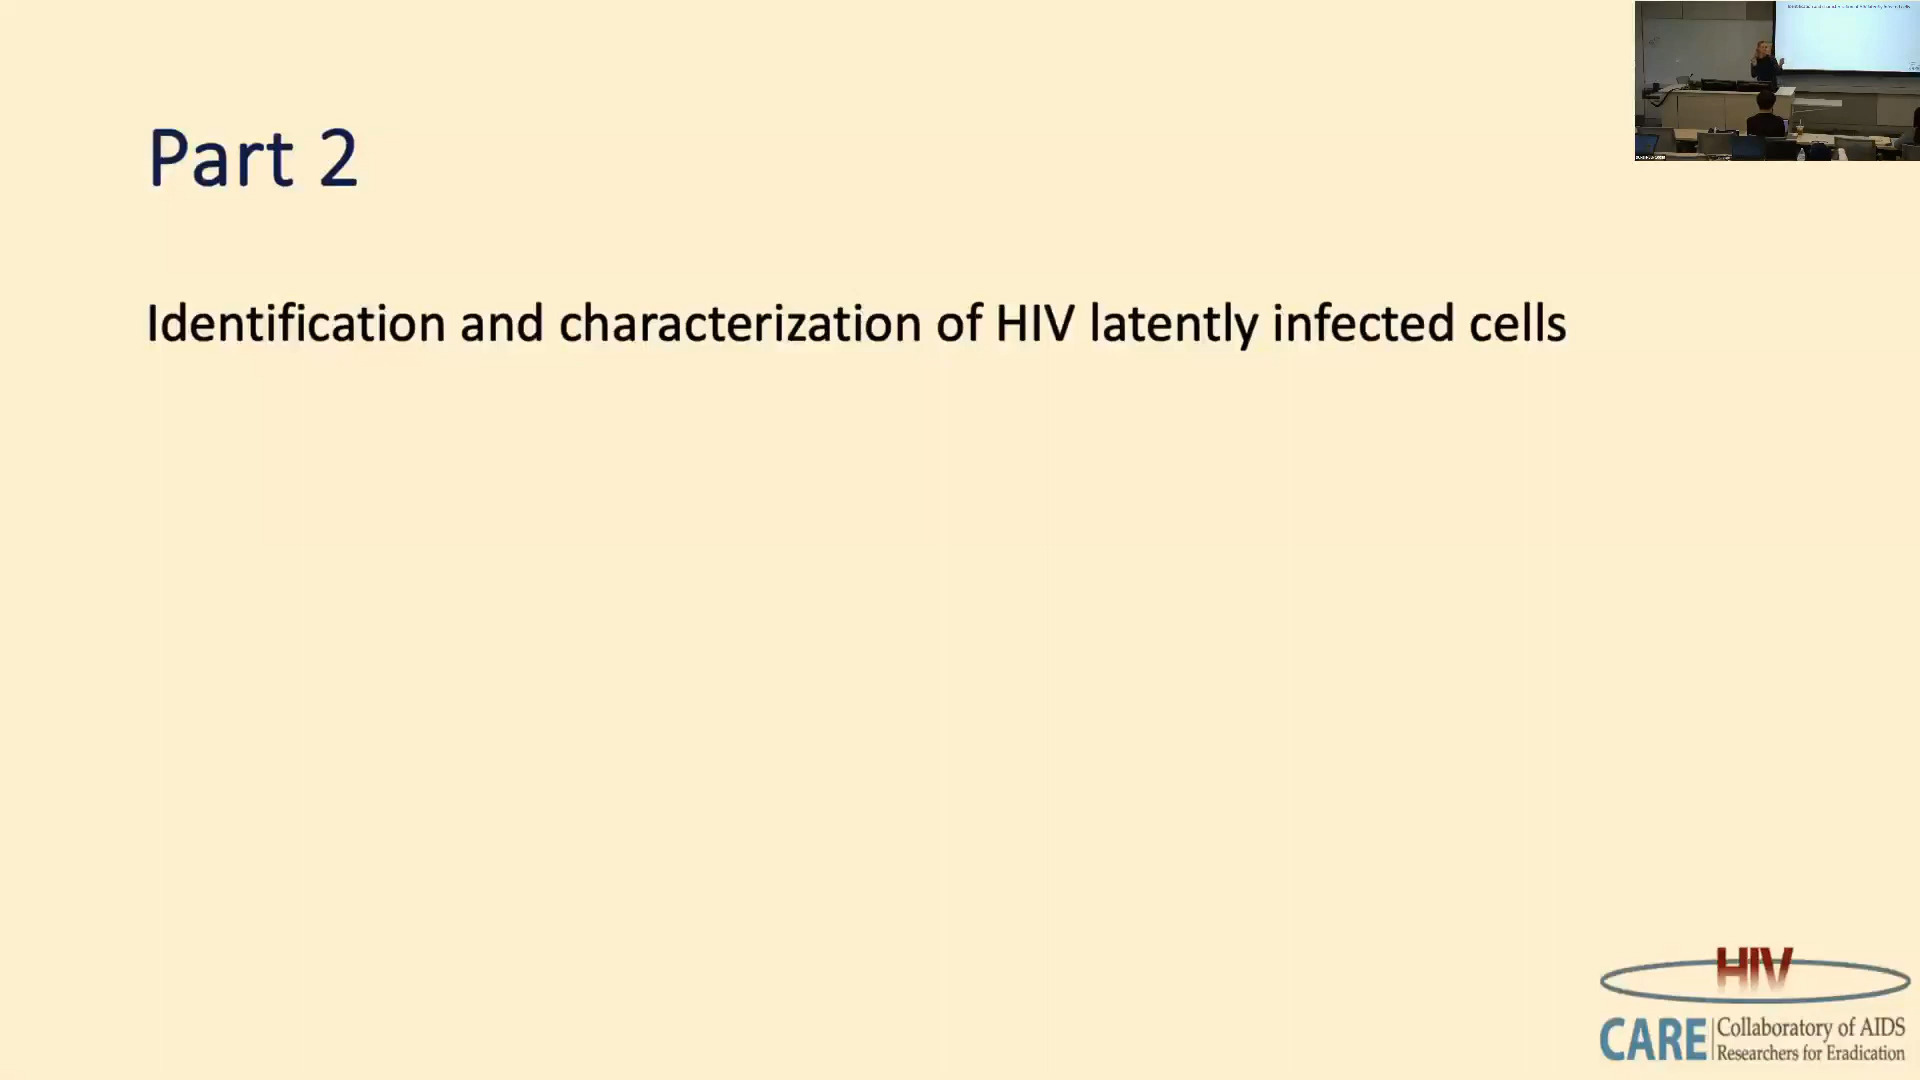 Part 2
Identification and characterization of HIV latently infected cells
HIV
CARE
Collaboratory of AIDS
Researchers for Eradication